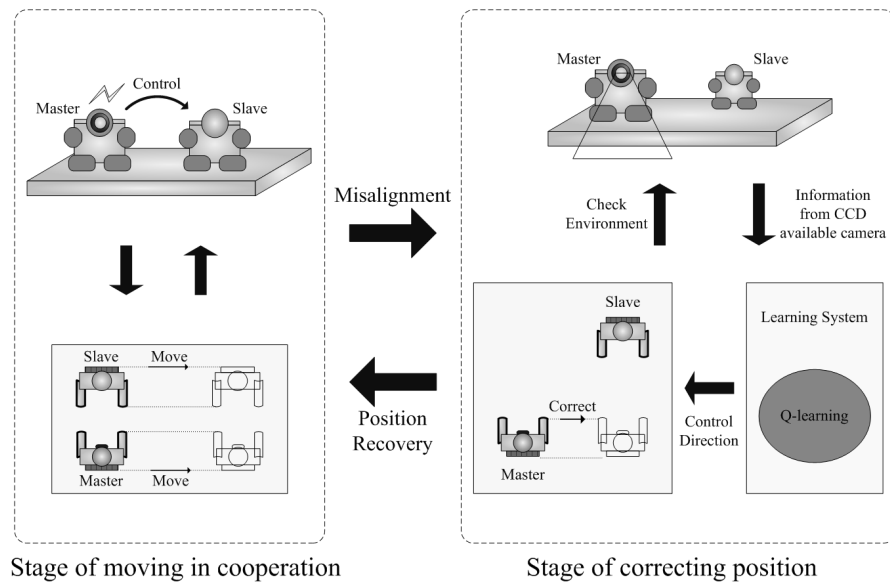 Control
Master
Slave
Slave
Move
Master
Move
Stage of moving in cooperation
Misalignment
Position
Recovery
Master
Slave
Check
Environment
Information
from CCD
available camera
Slave
Correct
Master
Control
Direction
Learning System
Q-learning
Stage of correcting position